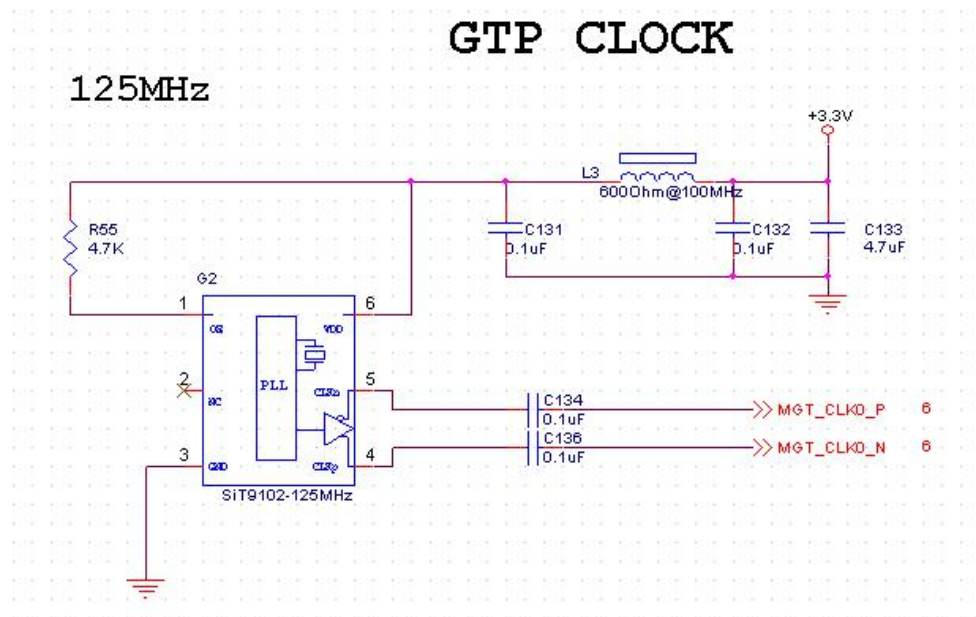 GTP CLOCK
125MHz
+3.3V
L3
600Ohm@100MHz
R55
4.7K
C131
0.1uF
C132
0.1uF
C133
4.7uF
G2
1
6
OE
VDD
2
5
NC
PLL
CLKn
C134
0.1uF
MGT_CLK0_P 6
C136
0.1uF
MGT_CLK0_N 6
3
4
GND
CLKp
SiT9102-125MHz